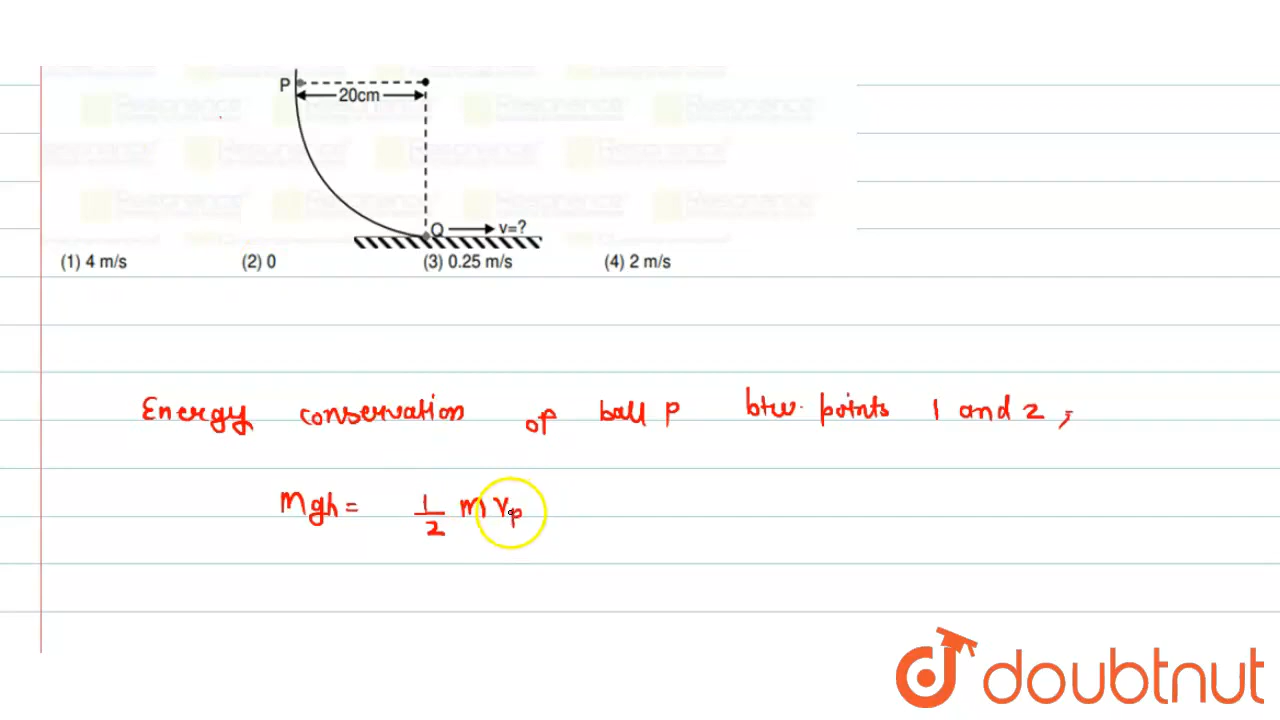 P
20cm
Q v=?
(1) 4 m/s (2) 0 (3) 0.25 m/s (4) 2 m/s
Energy conservation of ball P btw. points 1 and 2,
mgh = 1/2 m vp
doubtnut